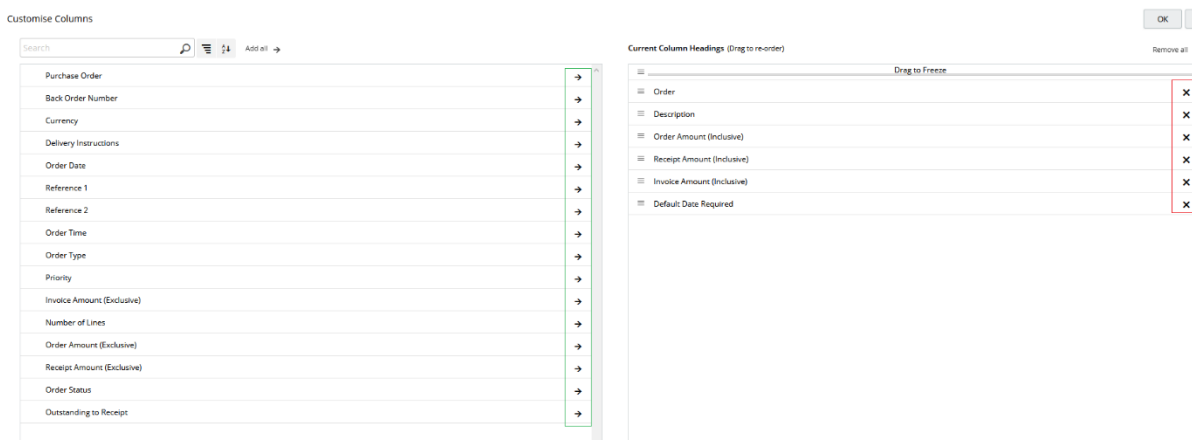 Customise Columns
OK
Search
Add all
Current Column Headings (Drag to re-order)
Remove all
Purchase Order
Back Order Number
Currency
Delivery Instructions
Order Date
Reference 1
Reference 2
Order Time
Order Type
Priority
Invoice Amount (Exclusive)
Number of Lines
Order Amount (Exclusive)
Receipt Amount (Exclusive)
Order Status
Outstanding to Receipt
Drag to Freeze
Order
Description
Order Amount (Inclusive)
Receipt Amount (Inclusive)
Invoice Amount (Inclusive)
Default Date Required